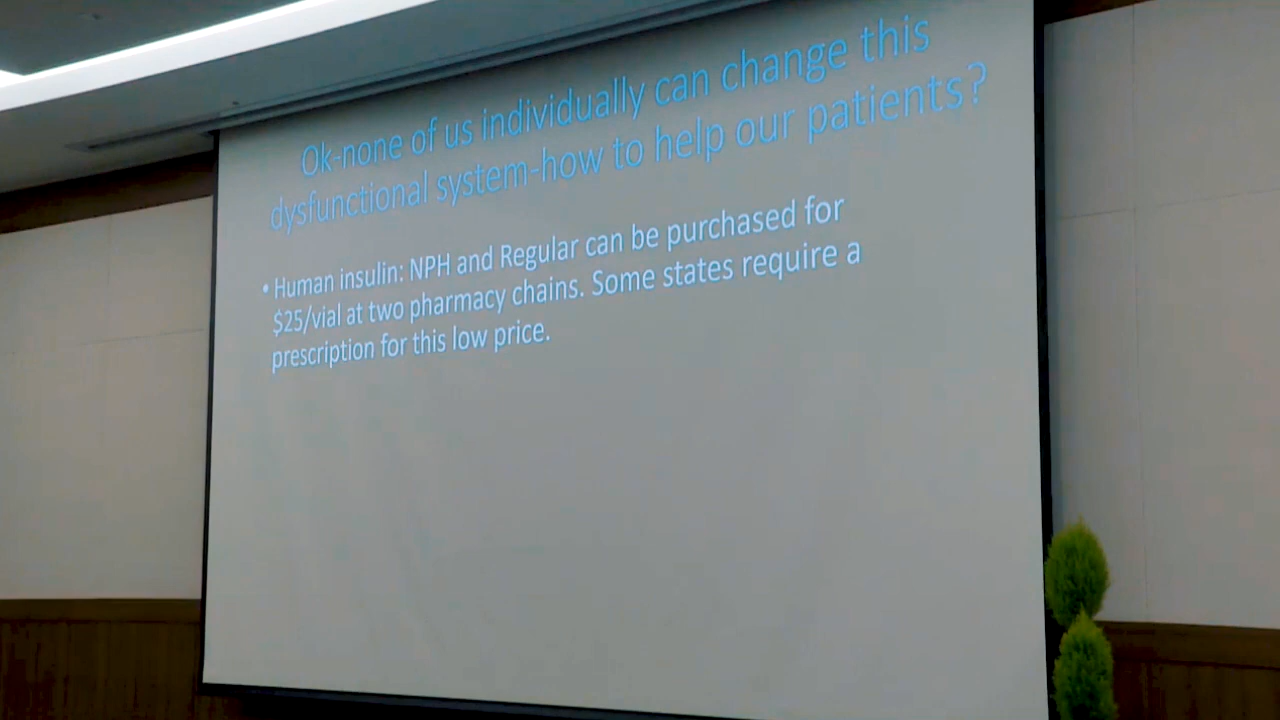 Ok-none of us individually can change this
dysfunctional system-how to help our patients?
• Human insulin: NPH and Regular can be purchased for
$25/vial at two pharmacy chains. Some states require a
prescription for this low price.